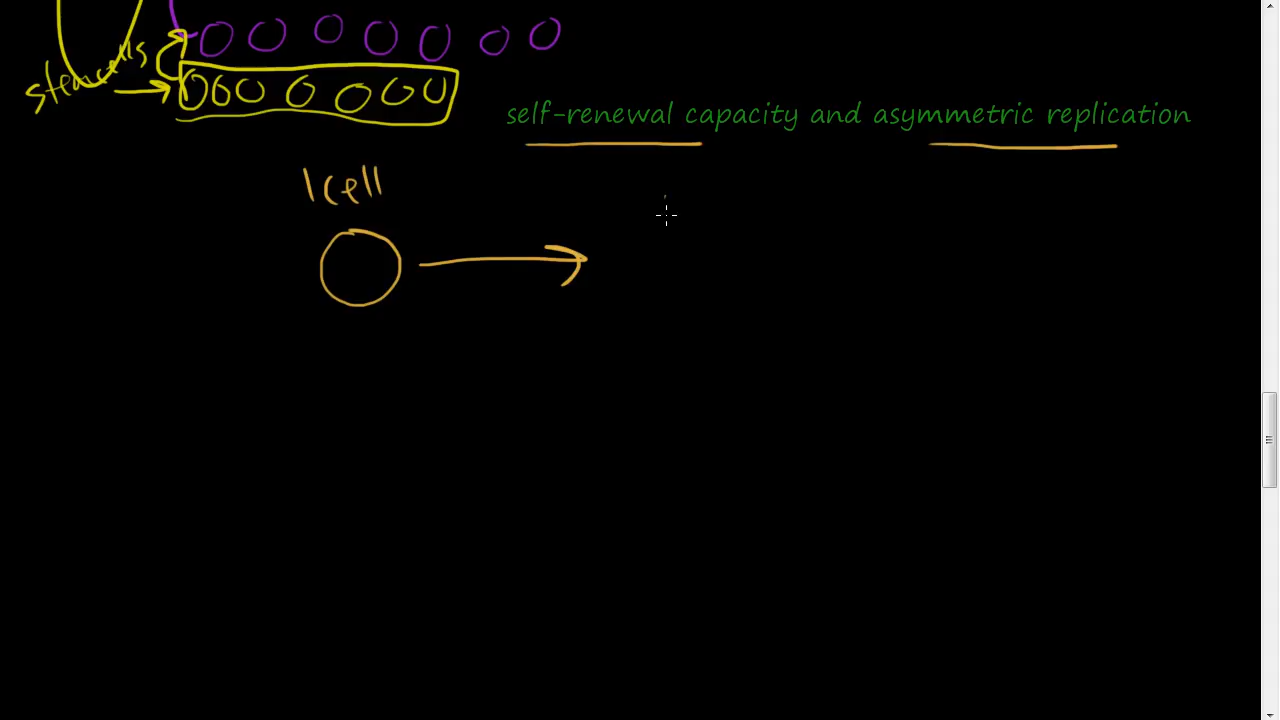 stem cells
self-renewal capacity and asymmetric replication
1 cell